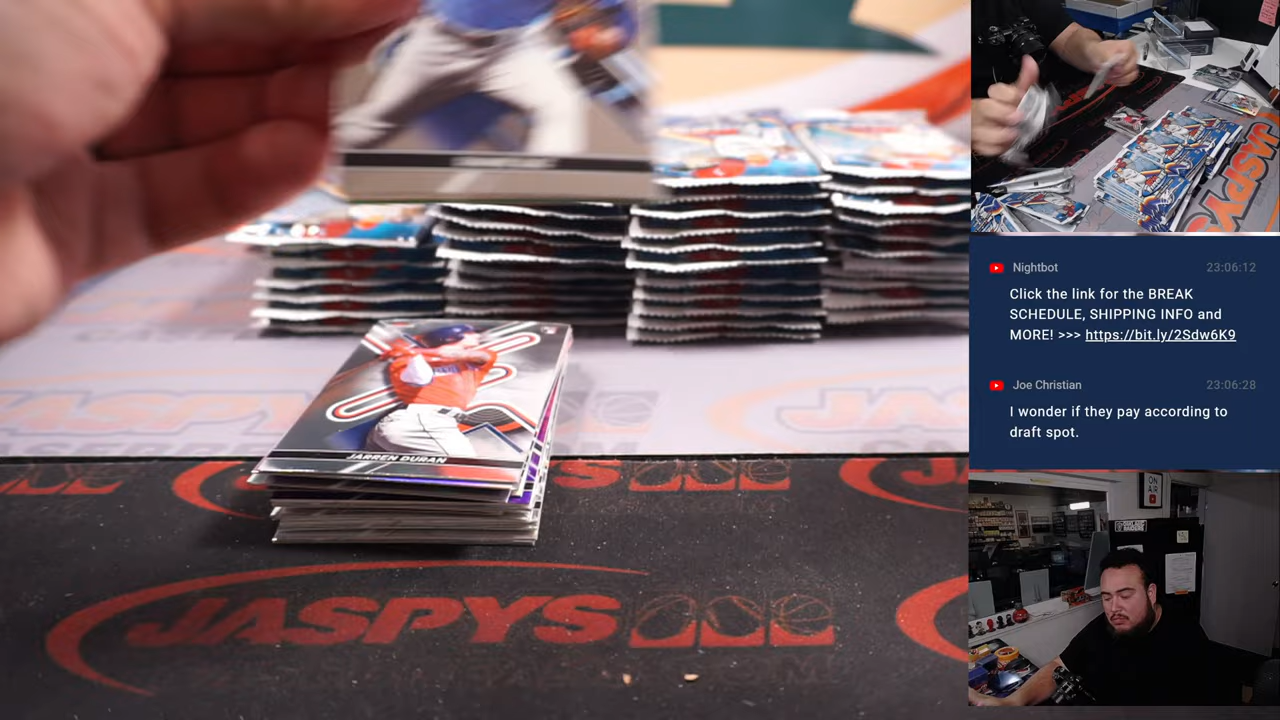 JARREN DURAN
JASPYS
JASPYS
JASPY
Nightbot
23:06:12
Click the link for the BREAK
SCHEDULE, SHIPPING INFO and
MORE! >>> https://bit.ly/2Sdw6K9
Joe Christian
23:06:28
I wonder if they pay according to
draft spot.
ON
AIR